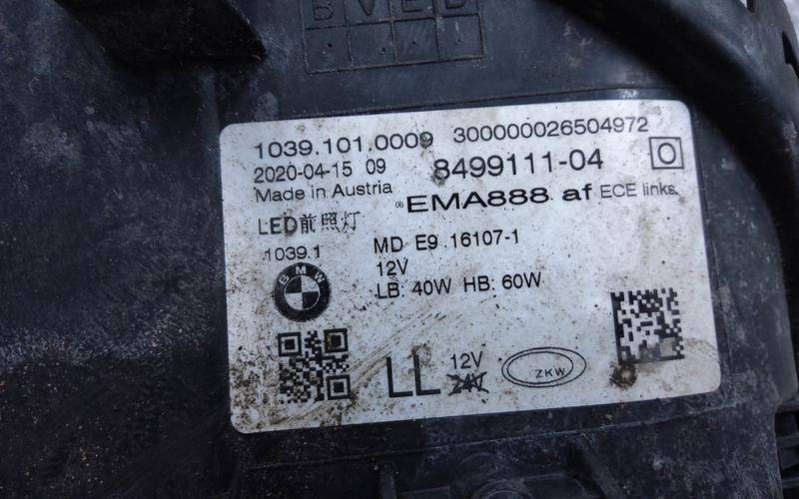 B V E D
1039.101.0009 300000026504972
2020-04-15 09 8499111-04 O
Made in Austria
EMA888 af ECE links
LED前照灯
1039.1 MD E9 16107-1
12V
LB: 40W HB: 60W
BMW
LL 12V
24V
ZKW